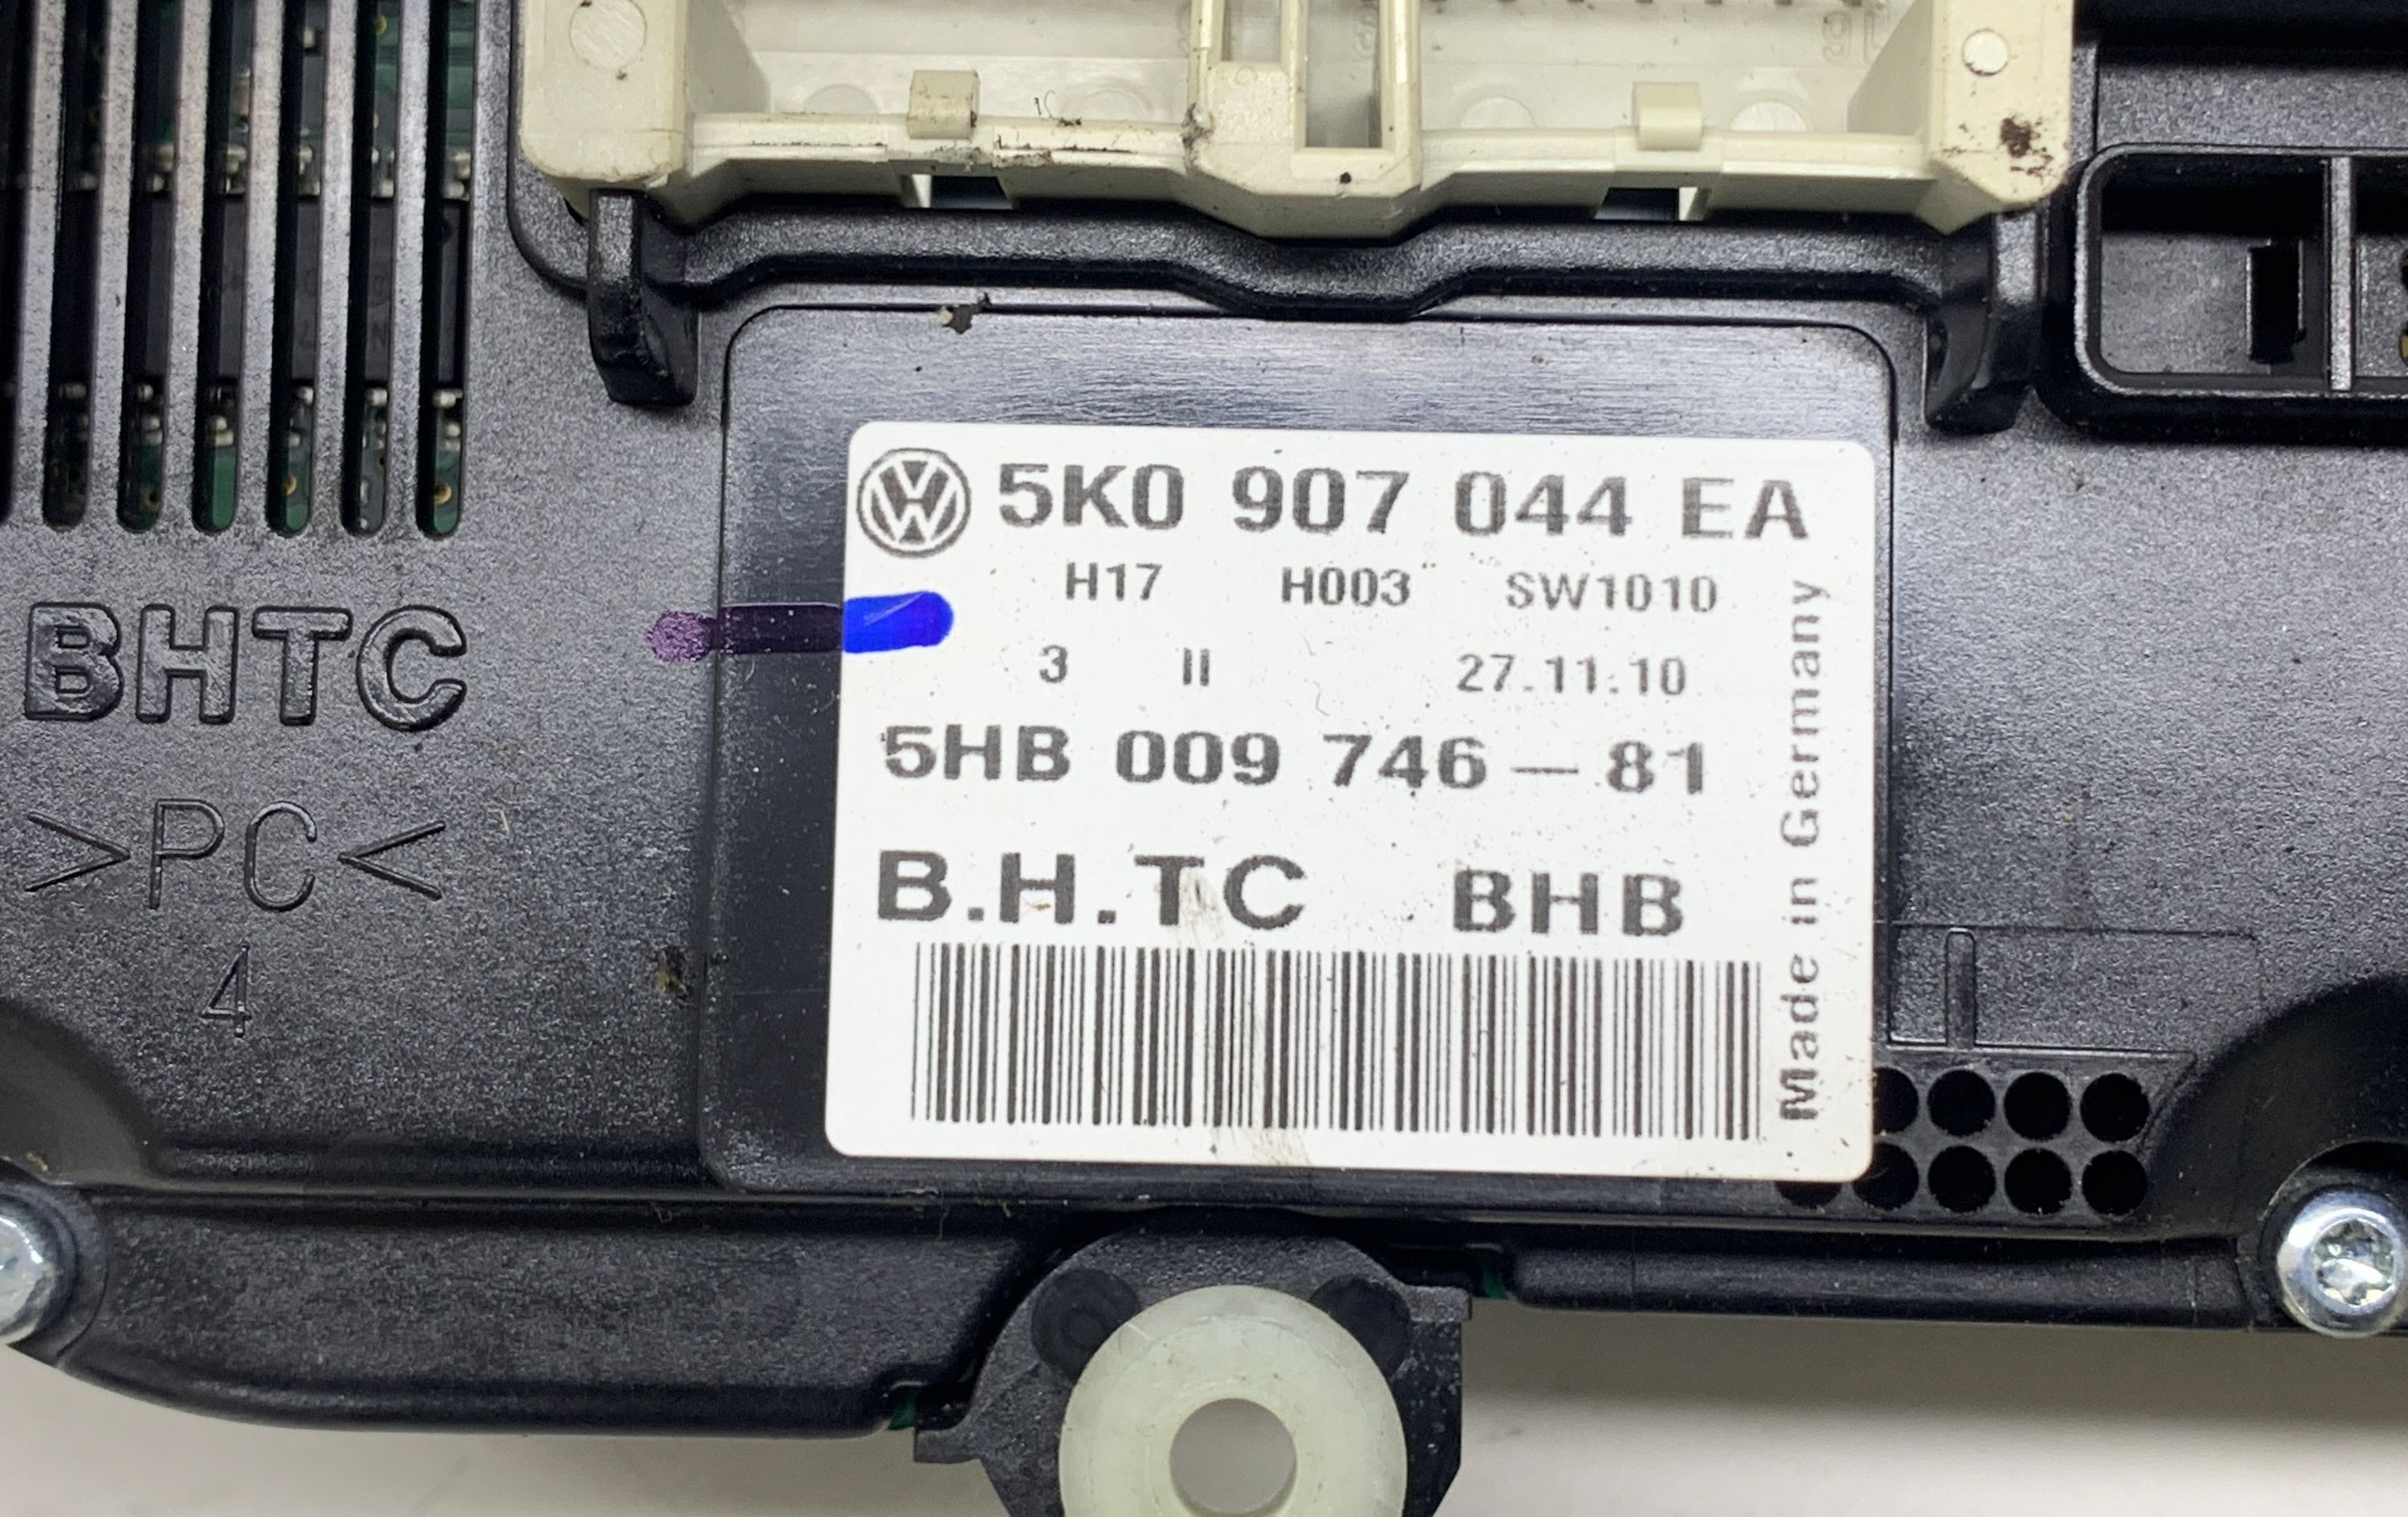 5K0 907 044 EA
H17 H003 SW1010
3 II 27.11.10
5HB 009 746 — 81
B.H.TC BHB
Made in Germany
BHTC
>PC<
4